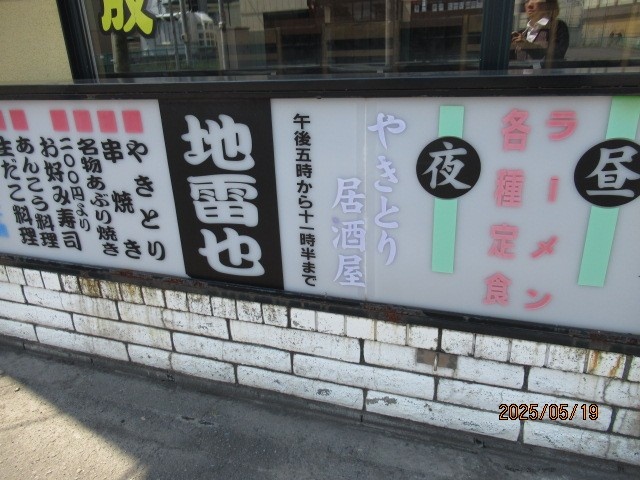 昼
ラーメン
各種定食
夜
やきとり
居酒屋
午後五時から十一時半まで
地雷也
やきとり
串焼き
名物あぶり焼き
二〇〇円より
お好み寿司
あんこう料理
生だこ料理
2025/05/19